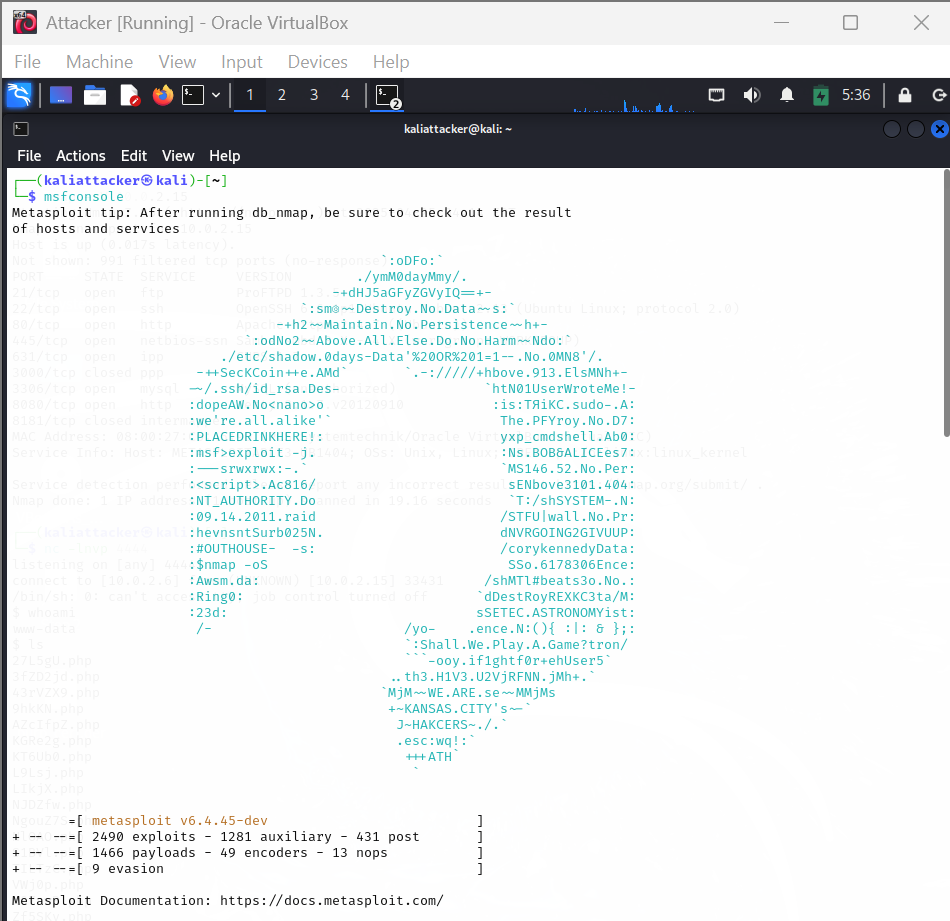 Attacker [Running] - Oracle VirtualBox
File Machine View Input Devices Help
1 2 3 4 2 5:36
kaliattacker@kali: ~
File Actions Edit View Help
┌──(kaliattacker㉿kali)-[~]
└─$ msfconsole
Metasploit tip: After running db_nmap, be sure to check out the result
of hosts and services
`:oDFo:`
./ymM0dayMmy/.
-+dHJ5aGFyZGVyIQ==+-
`:sm@~~Destroy.No.Data~~s:`
-+h2~~Maintain.No.Persistence~~h+-
`:odNo2~~Above.All.Else.Do.No.Harm~~Ndo:`
./etc/shadow.0days-Data'%20OR%201=1--.No.0MN8'/.
-++SecKCoin++e.AMd` `.-://///+hbove.913.ElsMNh+-
-~/.ssh/id_rsa.Des- `htN01UserWroteMe!-
:dopeAW.No<nano>o :is:TЯiKC.sudo-.A:
:we're.all.alike'` The.PFYroy.No.D7:
:PLACEDRINKHERE!: yxp_cmdshell.Ab0:
:msf>exploit -j. :Ns.BOB&ALICEes7:
:---srwxrwx:-.` `MS146.52.No.Per:
:<script>.Ac816/ sENbove3101.404:
:NT_AUTHORITY.Do `T:/shSYSTEM-.N:
:09.14.2011.raid /STFU|wall.No.Pr:
:hevnsntSurb025N. dNVRGOING2GIVUUP:
:#OUTHOUSE- -s: /corykennedyData:
:$nmap -oS SSo.6178306Ence:
:Awsm.da: /shMTl#beats3o.No.:
:Ring0: `dDestRoyREXKC3ta/M:
:23d: sSETEC.ASTRONOMYist:
/- /yo- .ence.N:(){ :|: & };:
`:Shall.We.Play.A.Game?tron/
```-ooy.if1ghtf0r+ehUser5`
..th3.H1V3.U2VjRFNN.jMh+.`
`MjM~~WE.ARE.se~~MMjMs
+~KANSAS.CITY's~-`
J~HAKCERS~./.`
.esc:wq!:`
+++ATH`
`
=[ metasploit v6.4.45-dev ]
+ -- --=[ 2490 exploits - 1281 auxiliary - 431 post ]
+ -- --=[ 1466 payloads - 49 encoders - 13 nops ]
+ -- --=[ 9 evasion ]
Metasploit Documentation: https://docs.metasploit.com/